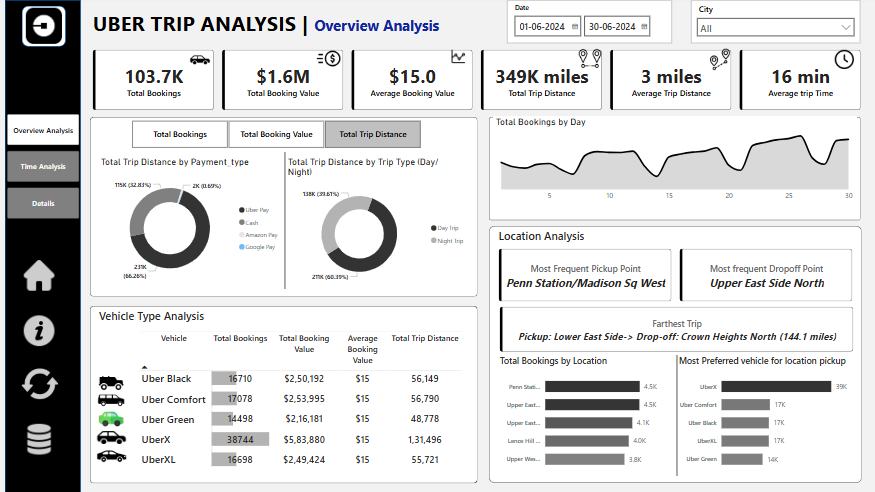 UBER TRIP ANALYSIS | Overview Analysis
Date
01-06-2024 30-06-2024
City
All
103.7K
Total Bookings
$1.6M
Total Booking Value
$15.0
Average Booking Value
349K miles
Total Trip Distance
3 miles
Average Trip Distance
16 min
Average trip Time
Overview Analysis
Time Analysis
Details
Total Bookings Total Booking Value Total Trip Distance
Total Trip Distance by Payment_type
115K (32.83%)
2K (0.69%)
231K
(66.26%)
Uber Pay
Cash
Amazon Pay
Google Pay
Total Trip Distance by Trip Type (Day/
Night)
138K (39.61%)
211K (60.39%)
Day Trip
Night Trip
Total Bookings by Day
5 10 15 20 25 30
Vehicle Type Analysis
Vehicle Total Bookings Total Booking Value Average Booking Value Total Trip Distance
Uber Black 16710 $2,50,192 $15 56,149
Uber Comfort 17078 $2,53,995 $15 56,790
Uber Green 14498 $2,16,181 $15 48,778
UberX 38744 $5,83,880 $15 1,31,496
UberXL 16698 $2,49,424 $15 55,721
Location Analysis
Most Frequent Pickup Point
Penn Station/Madison Sq West
Most frequent Dropoff Point
Upper East Side North
Farthest Trip
Pickup: Lower East Side-> Drop-off: Crown Heights North (144.1 miles)
Total Bookings by Location
Penn Stati... 4.5K
Upper East... 4.5K
Upper East... 4.1K
Lenox Hill ... 4.0K
Upper Wes... 3.8K
Most Preferred vehicle for location pickup
UberX 39K
Uber Comfort 17K
Uber Black 17K
UberXL 17K
Uber Green 14K